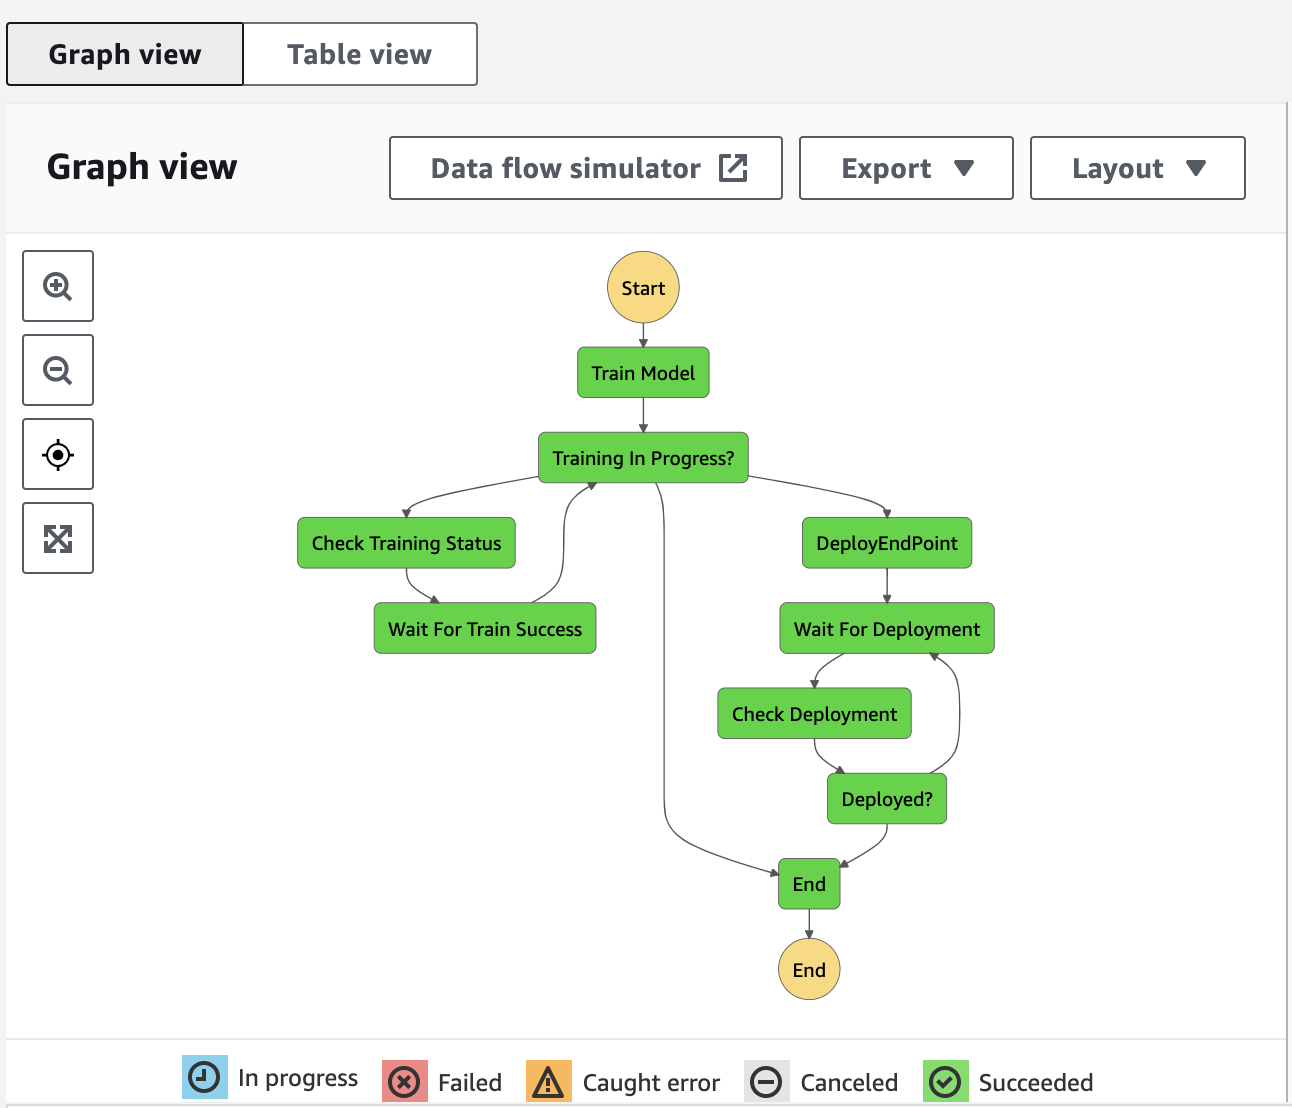 Graph view
Table view
Graph view
Data flow simulator
Export
Layout
Start
Train Model
Training In Progress?
Check Training Status
DeployEndPoint
Wait For Train Success
Wait For Deployment
Check Deployment
Deployed?
End
End
In progress
Failed
Caught error
Canceled
Succeeded